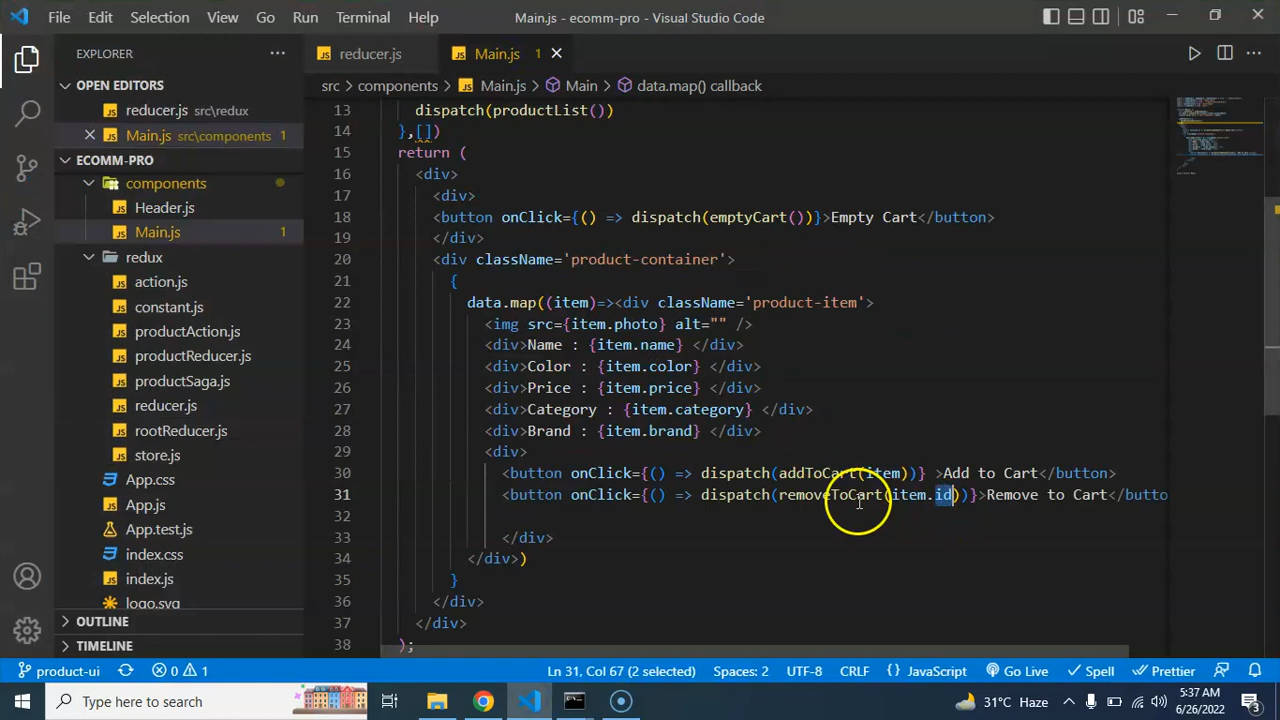 File Edit Selection View Go Run Terminal Help Main.js - ecomm-pro - Visual Studio Code
EXPLORER
OPEN EDITORS
reducer.js src\redux
Main.js src\components 1
ECOMM-PRO
components
Header.js
Main.js 1
redux
action.js
constant.js
productAction.js
productReducer.js
productSaga.js
reducer.js
rootReducer.js
store.js
App.css
App.js
App.test.js
index.css
index.js
logo.svg
OUTLINE
TIMELINE
reducer.js Main.js 1
src > components > Main.js > Main > data.map() callback
13 dispatch(productList())
14 },[])
15 return (
16 <div>
17 <div>
18 <button onClick={() => dispatch(emptyCart())}>Empty Cart</button>
19 </div>
20 <div className='product-container'>
21 {
22 data.map((item)=><div className='product-item'>
23 <img src={item.photo} alt="" />
24 <div>Name : {item.name} </div>
25 <div>Color : {item.color} </div>
26 <div>Price : {item.price} </div>
27 <div>Category : {item.category} </div>
28 <div>Brand : {item.brand} </div>
29 <div>
30 <button onClick={() => dispatch(addToCart(item))} >Add to Cart</button>
31 <button onClick={() => dispatch(removeToCart(item.id))}>Remove to Cart</butto
32
33 </div>
34 </div>)
35 }
36 </div>
37 </div>
38 );
product-ui 0 1 Ln 31, Col 67 (2 selected) Spaces: 2 UTF-8 CRLF { } JavaScript Go Live Spell Prettier
Type here to search 31°C Haze 5:37 AM
6/26/2022 3